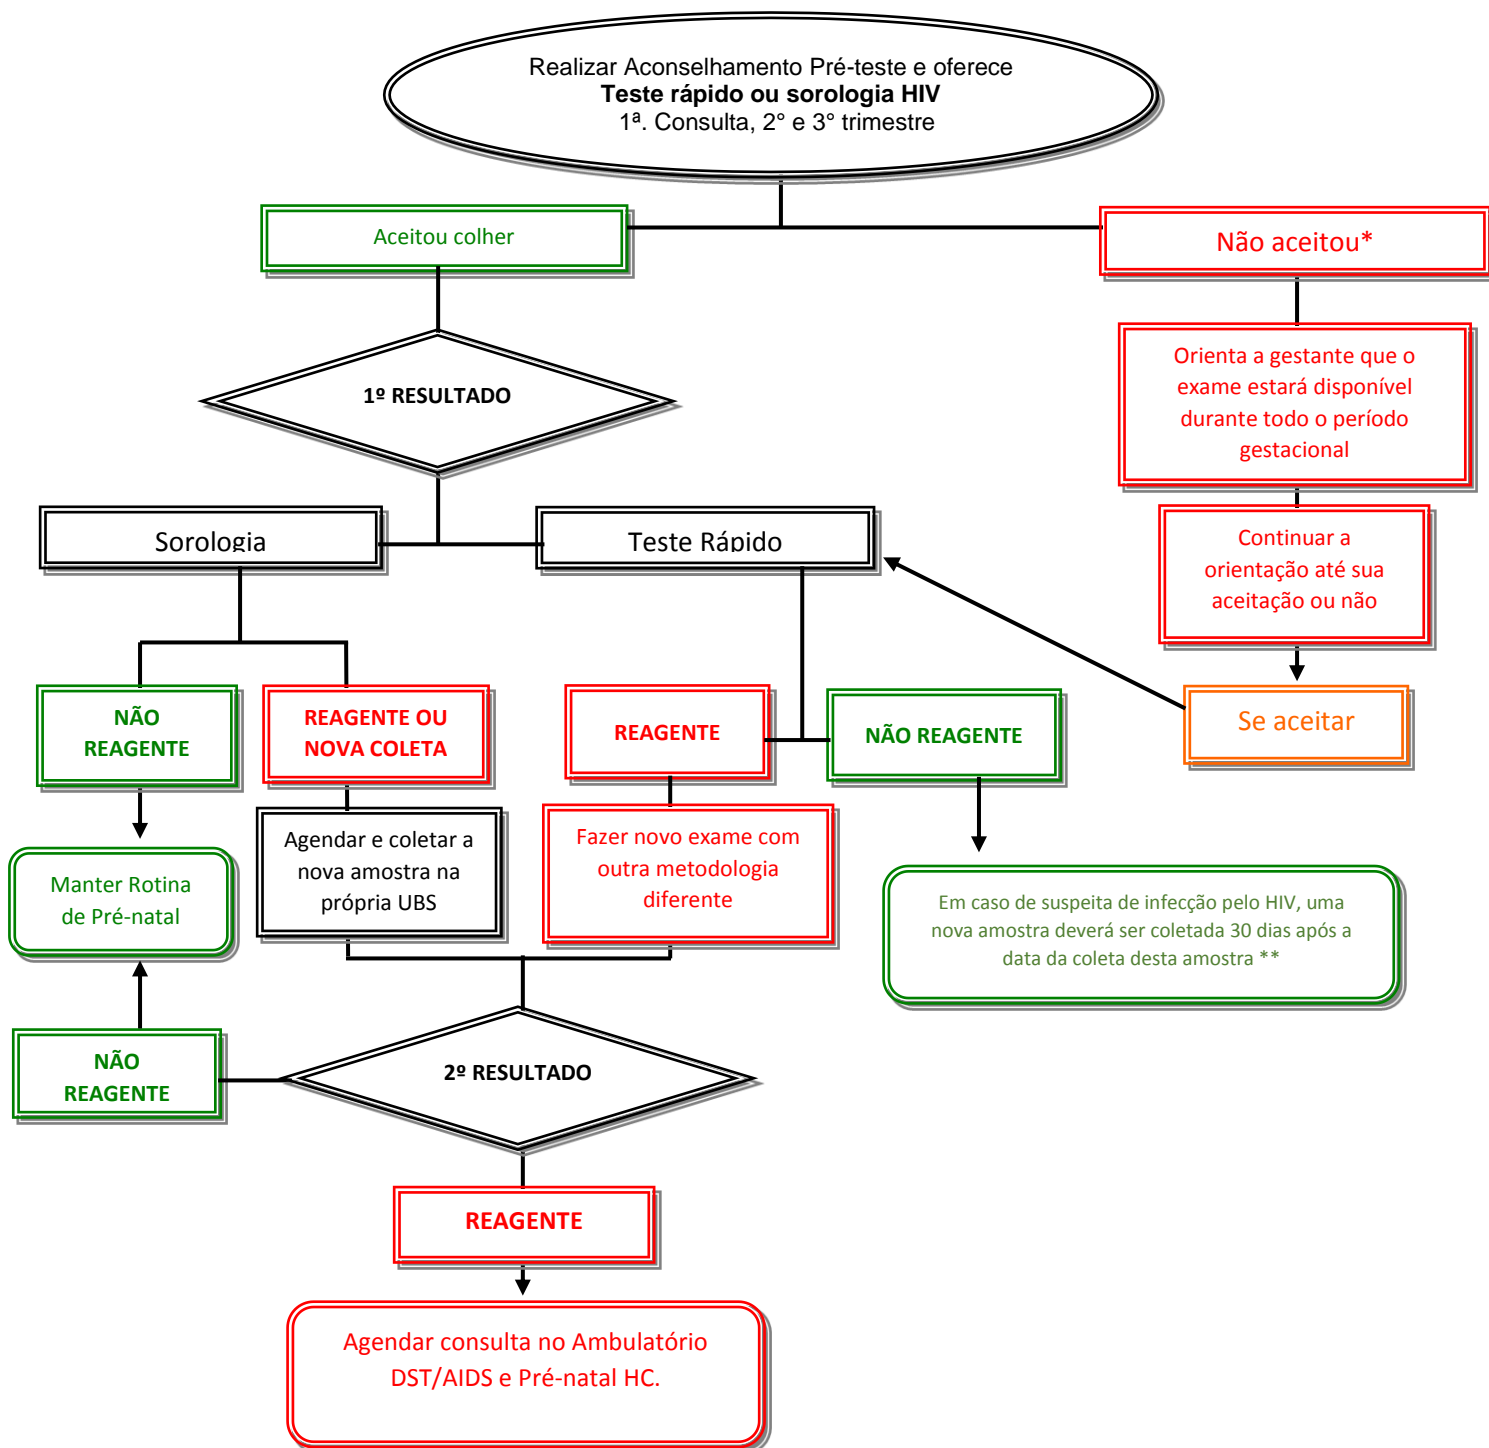 Realizar Aconselhamento Pré-teste e oferece
Teste rápido ou sorologia HIV
1ª. Consulta, 2° e 3° trimestre
Aceitou colher
Não aceitou*
Orienta a gestante que o
exame estará disponível
durante todo o período
gestacional
1º RESULTADO
Sorologia
Teste Rápido
Continuar a
orientação até sua
aceitação ou não
NÃO
REAGENTE
REAGENTE OU
NOVA COLETA
REAGENTE
NÃO REAGENTE
Se aceitar
Manter Rotina
de Pré-natal
Agendar e coletar a
nova amostra na
própria UBS
Fazer novo exame com
outra metodologia
diferente
Em caso de suspeita de infecção pelo HIV, uma
nova amostra deverá ser coletada 30 dias após a
data da coleta desta amostra **
NÃO
REAGENTE
2º RESULTADO
REAGENTE
Agendar consulta no Ambulatório
DST/AIDS e Pré-natal HC.